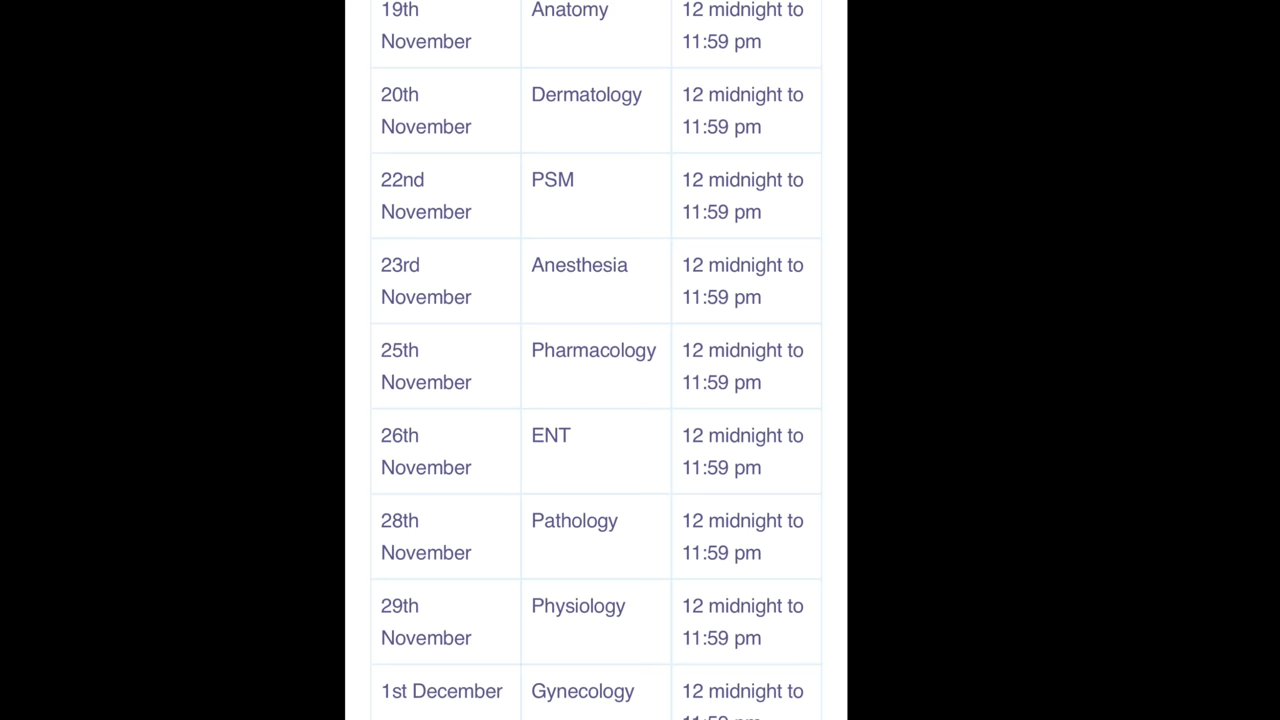 19th Anatomy 12 midnight to
November 11:59 pm
20th Dermatology 12 midnight to
November 11:59 pm
22nd PSM 12 midnight to
November 11:59 pm
23rd Anesthesia 12 midnight to
November 11:59 pm
25th Pharmacology 12 midnight to
November 11:59 pm
26th ENT 12 midnight to
November 11:59 pm
28th Pathology 12 midnight to
November 11:59 pm
29th Physiology 12 midnight to
November 11:59 pm
1st December Gynecology 12 midnight to